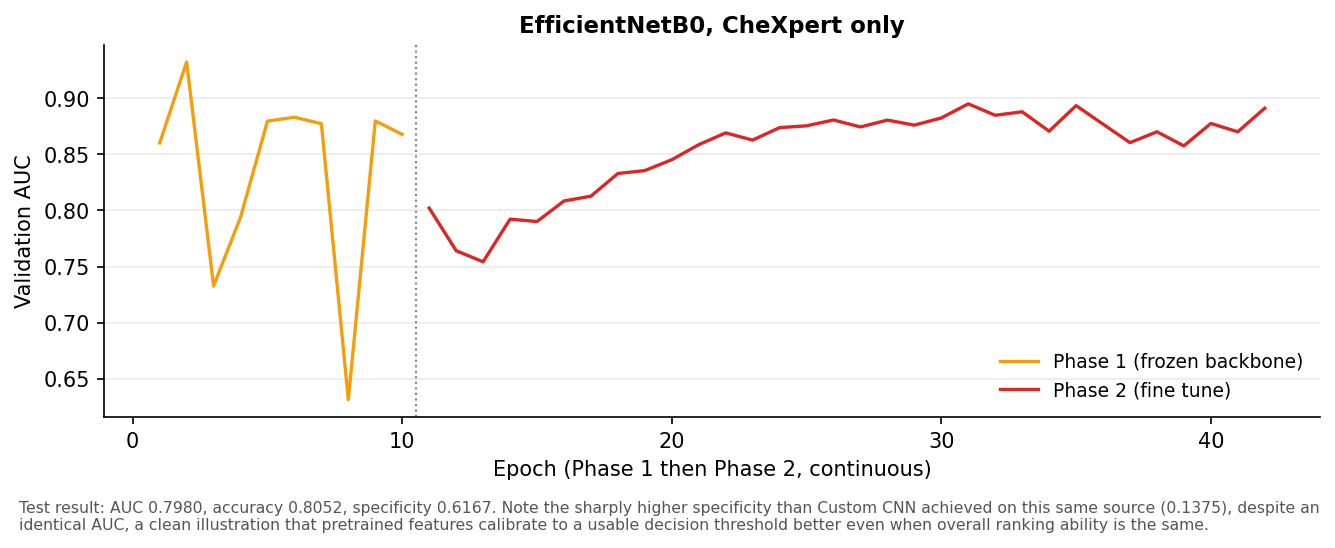 EfficientNetB0, CheXpert only
Validation AUC
0.90
0.85
0.80
0.75
0.70
0.65
0
10
20
30
40
Phase 1 (frozen backbone)
Phase 2 (fine tune)
Epoch (Phase 1 then Phase 2, continuous)
Test result: AUC 0.7980, accuracy 0.8052, specificity 0.6167. Note the sharply higher specificity than Custom CNN achieved on this same source (0.1375), despite an
identical AUC, a clean illustration that pretrained features calibrate to a usable decision threshold better even when overall ranking ability is the same.